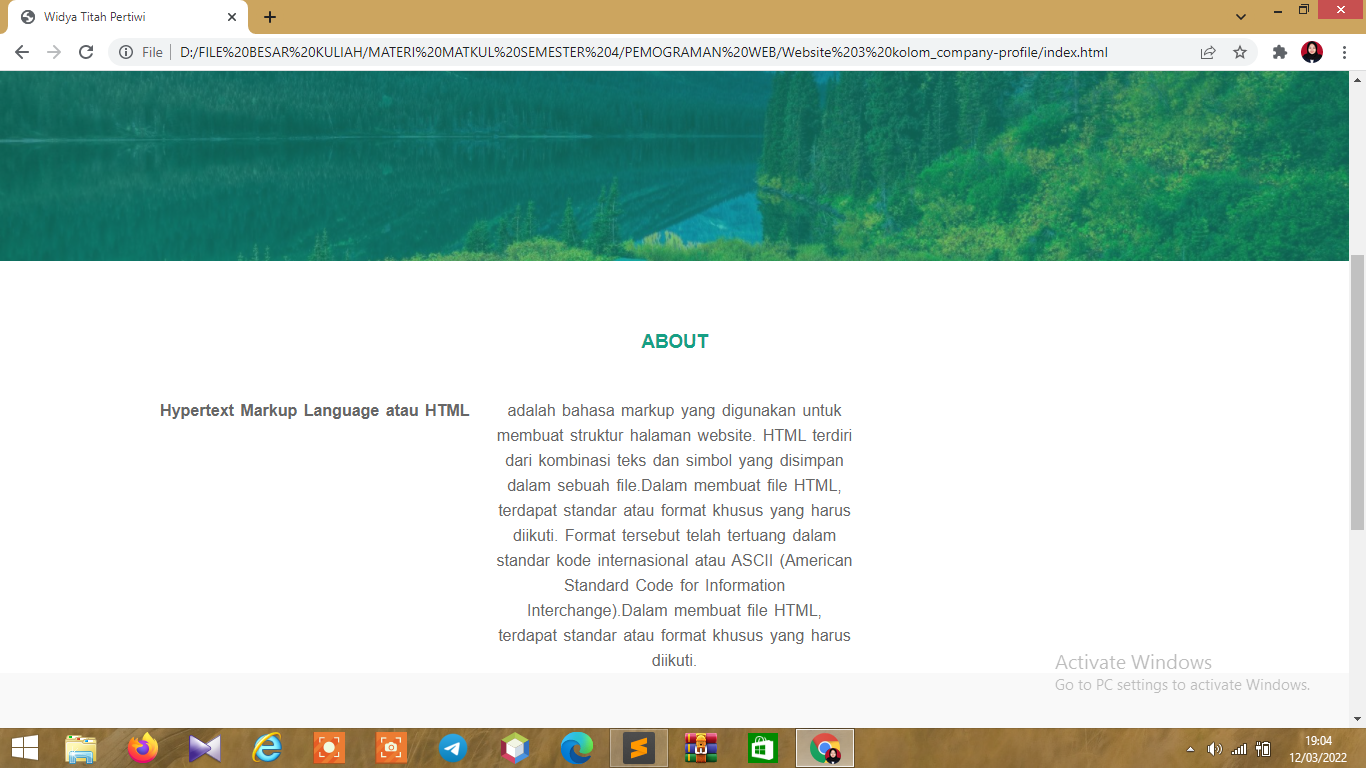 Widya Titah Pertiwi
File
D:/FILE%20BESAR%20KULIAH/MATERI%20MATKUL%20SEMESTER%204/PEMOGRAMAN%20WEB/Website%203%20kolom_company-profile/index.html
ABOUT
Hypertext Markup Language atau HTML
adalah bahasa markup yang digunakan untuk
membuat struktur halaman website. HTML terdiri
dari kombinasi teks dan simbol yang disimpan
dalam sebuah file.Dalam membuat file HTML,
terdapat standar atau format khusus yang harus
diikuti. Format tersebut telah tertuang dalam
standar kode internasional atau ASCII (American
Standard Code for Information
Interchange).Dalam membuat file HTML,
terdapat standar atau format khusus yang harus
diikuti.
Activate Windows
Go to PC settings to activate Windows.
19:04
12/03/2022